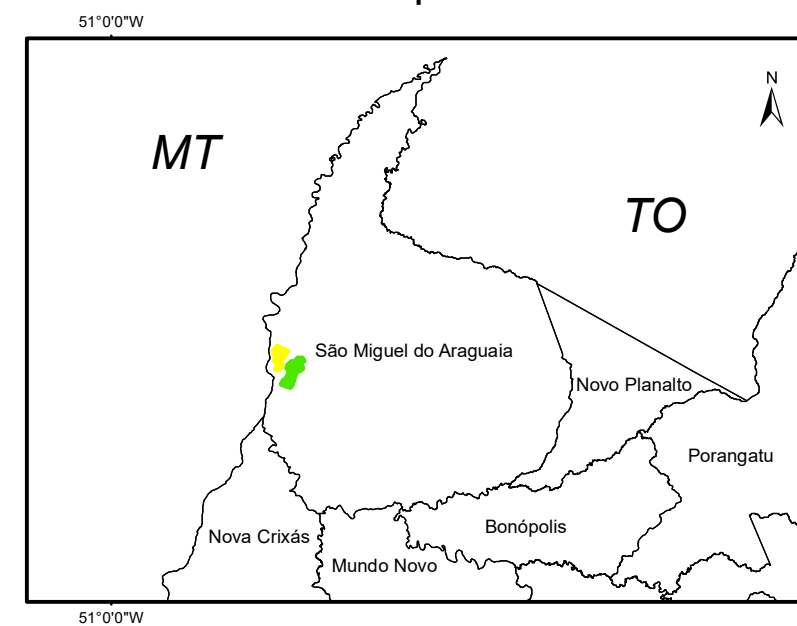 51°0'0"W
N
MT
TO
São Miguel do Araguaia
Novo Planalto
Porangatu
Bonópolis
Nova Crixás
Mundo Novo
51°0'0"W